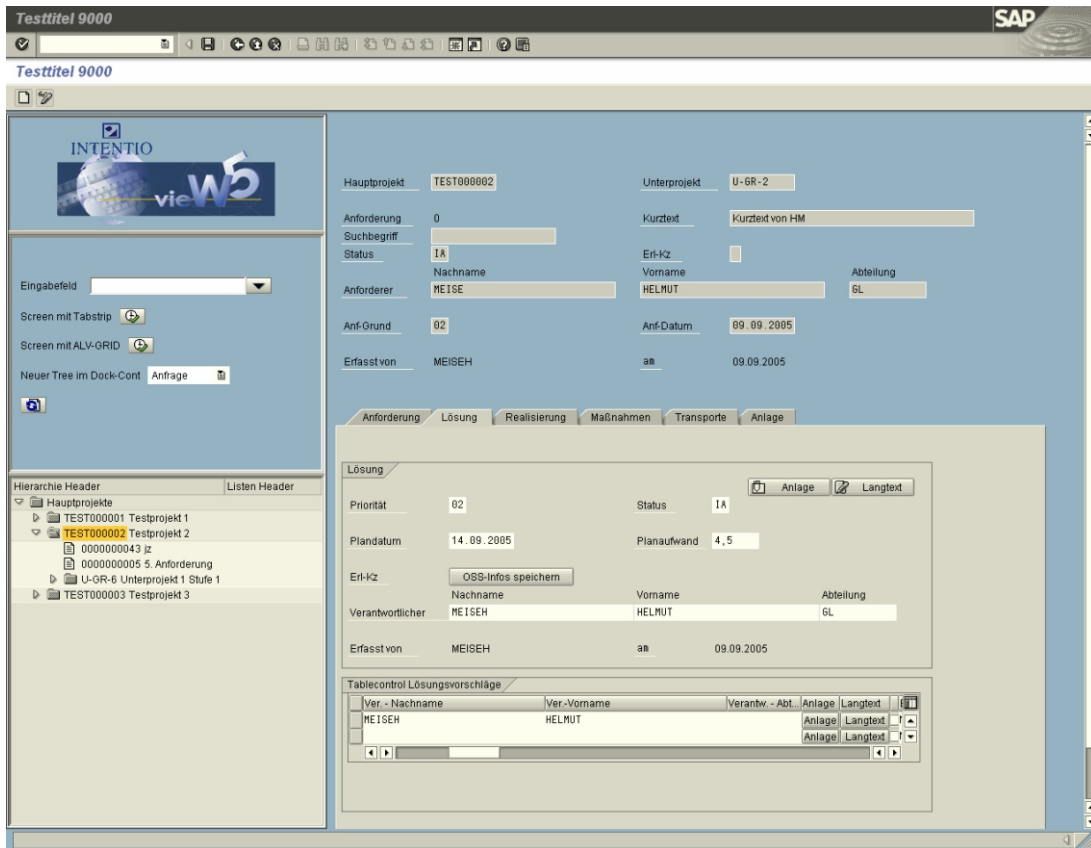 Testtitel 9000
SAP
Testtitel 9000
INTENTIO
vieW5
Eingabefeld
Screen mit Tabstrip
Screen mit ALV-GRID
Neuer Tree im Dock-Cont Anfrage
Hierarchie Header Listen Header
Hauptprojekte
TEST000001 Testprojekt 1
TEST000002 Testprojekt 2
0000000043 jz
0000000005 5. Anforderung
U-GR-6 Unterprojekt 1 Stufe 1
TEST000003 Testprojekt 3
Hauptprojekt TEST000002 Unterprojekt U-GR-2
Anforderung 0 Kurztext Kurztext von HM
Suchbegriff
Status IA Erl-Kz
Nachname Vorname Abteilung
Anforderer MEISE HELMUT GL
Anf-Grund 02 Anf-Datum 09.09.2005
Erfasst von MEISEH am 09.09.2005
Anforderung Lösung Realisierung Maßnahmen Transporte Anlage
Lösung
Anlage Langtext
Priorität 02 Status IA
Plandatum 14.09.2005 Planaufwand 4,5
Erl-Kz OSS-Infos speichern
Nachname Vorname Abteilung
Verantwortlicher MEISEH HELMUT GL
Erfasst von MEISEH am 09.09.2005
Tablecontrol Lösungsvorschläge
Ver. - Nachname Ver.-Vorname Verantw. - Abt... Anlage Langtext
MEISEH HELMUT Anlage Langtext
Anlage Langtext